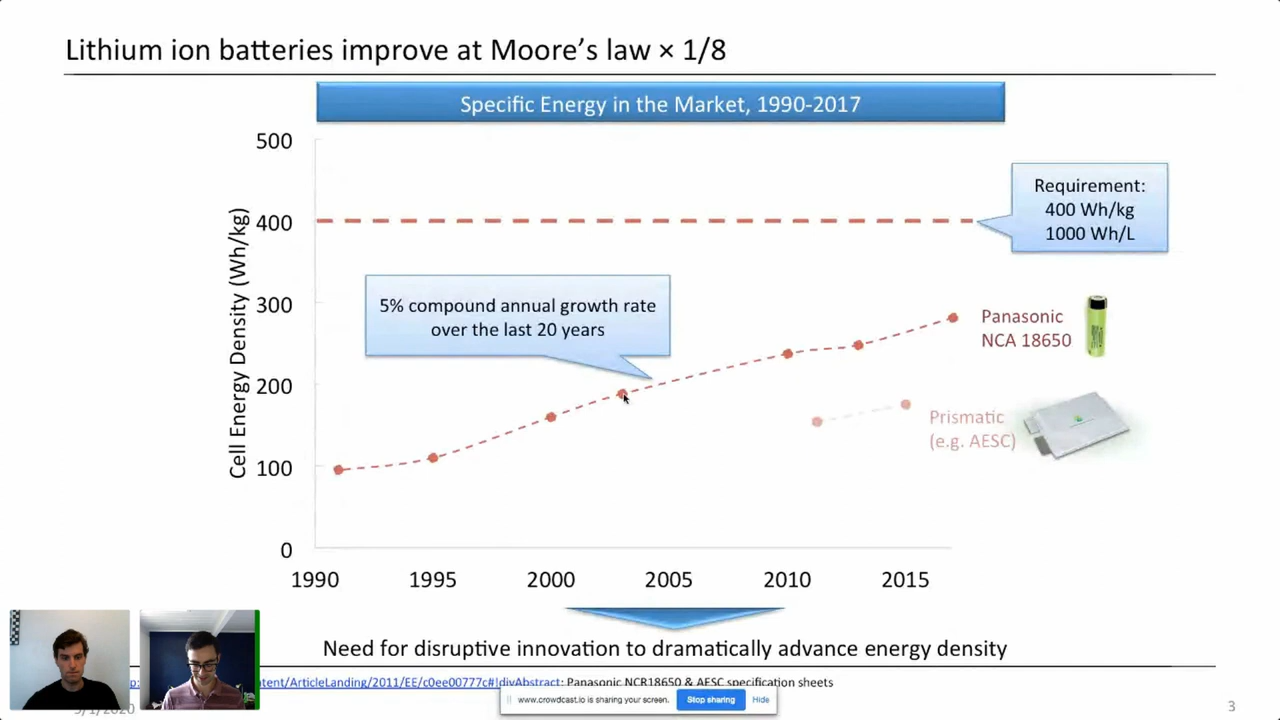 Lithium ion batteries improve at Moore's law × 1/8
Specific Energy in the Market, 1990-2017
500
400
300
200
100
0
Cell Energy Density (Wh/kg)
Requirement:
400 Wh/kg
1000 Wh/L
5% compound annual growth rate
over the last 20 years
Panasonic
NCA 18650
Prismatic
(e.g. AESC)
1990 1995 2000 2005 2010 2015
Need for disruptive innovation to dramatically advance energy density
tent/ArticleLanding/2011/EE/c0ee00777c#!divAbstract; Panasonic NCR18650 & AESC specification sheets
www.crowdcast.io is sharing your screen. Stop sharing Hide
3